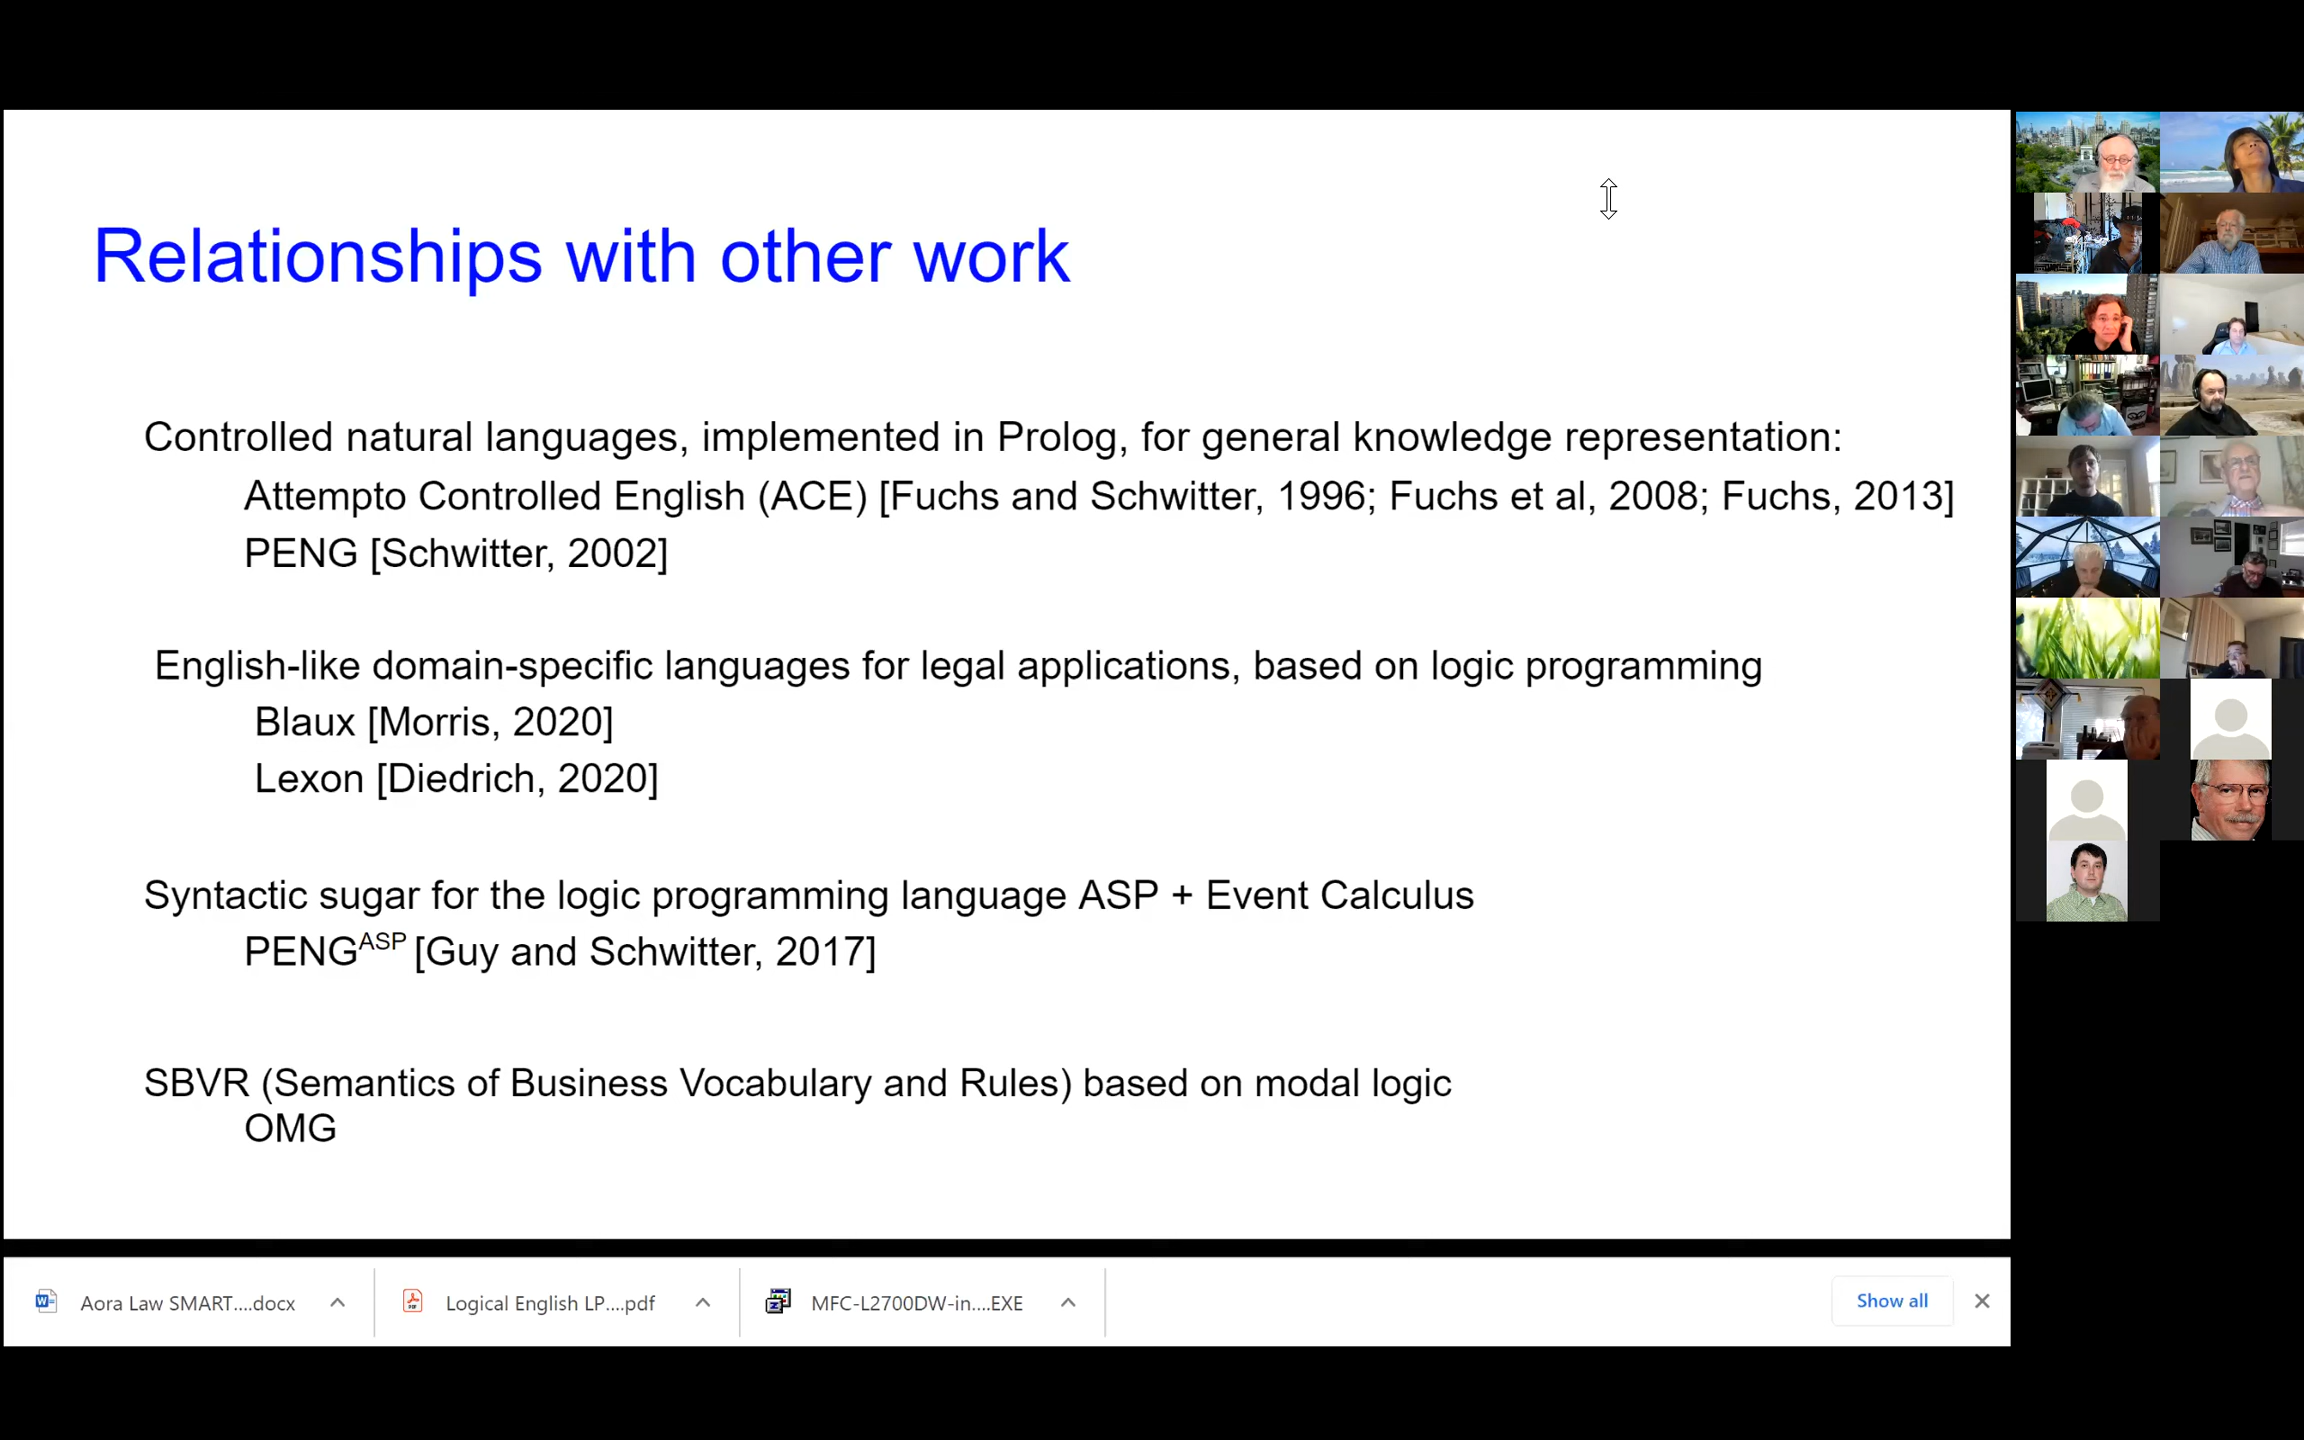 Relationships with other work
Controlled natural languages, implemented in Prolog, for general knowledge representation:
Attempto Controlled English (ACE) [Fuchs and Schwitter, 1996; Fuchs et al, 2008; Fuchs, 2013]
PENG [Schwitter, 2002]
English-like domain-specific languages for legal applications, based on logic programming
Blaux [Morris, 2020]
Lexon [Diedrich, 2020]
Syntactic sugar for the logic programming language ASP + Event Calculus
PENGᴬSP [Guy and Schwitter, 2017]
SBVR (Semantics of Business Vocabulary and Rules) based on modal logic
OMG
Aora Law SMART....docx
Logical English LP....pdf
MFC-L2700DW-in....EXE
Show all